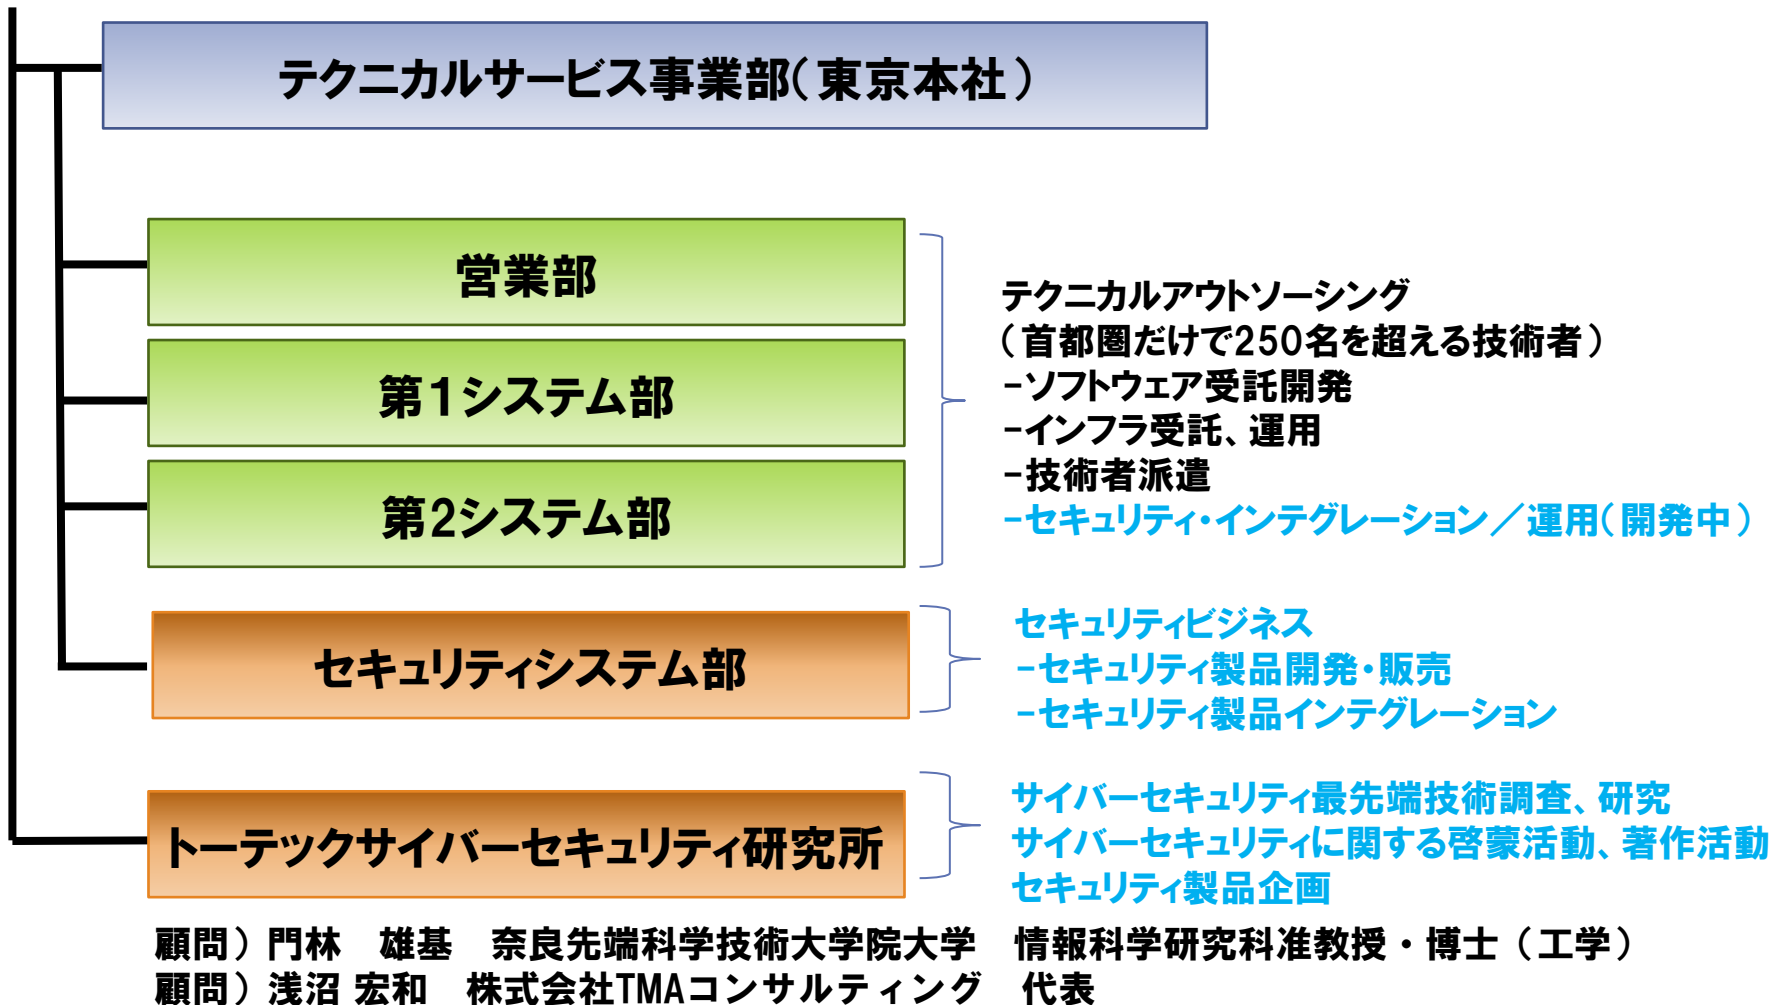 テクニカルサービス事業部（東京本社）
営業部
第１システム部
第2システム部
テクニカルアウトソーシング
（首都圏だけで250名を超える技術者）
-ソフトウェア受託開発
-インフラ受託、運用
-技術者派遣
-セキュリティ・インテグレーション／運用（開発中）
セキュリティシステム部
セキュリティビジネス
-セキュリティ製品開発・販売
-セキュリティ製品インテグレーション
トーテックサイバーセキュリティ研究所
サイバーセキュリティ最先端技術調査、研究
サイバーセキュリティに関する啓蒙活動、著作活動
セキュリティ製品企画
顧問）門林　雄基　奈良先端科学技術大学院大学　情報科学研究科准教授・博士（工学）
顧問）浅沼 宏和　株式会社TMAコンサルティング　代表